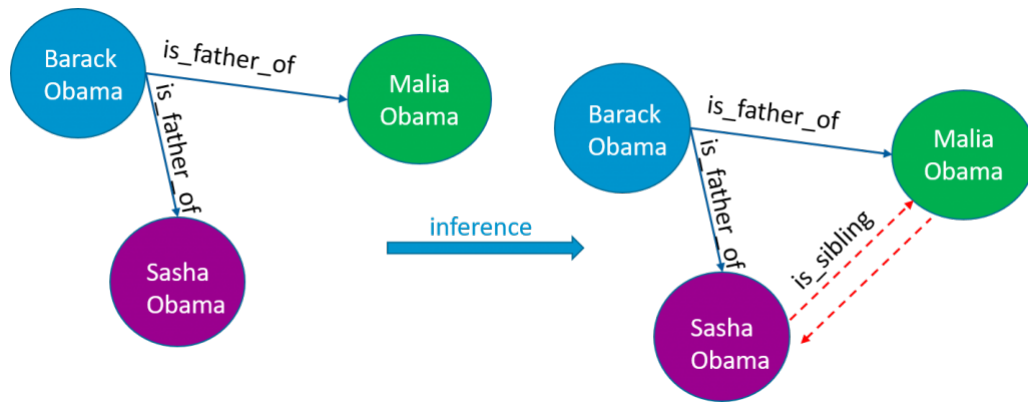 Barack
Obama
is_father_of
Malia
Obama
is_father_of
Sasha
Obama
inference
Barack
Obama
is_father_of
Malia
Obama
is_father_of
is_sibling
Sasha
Obama